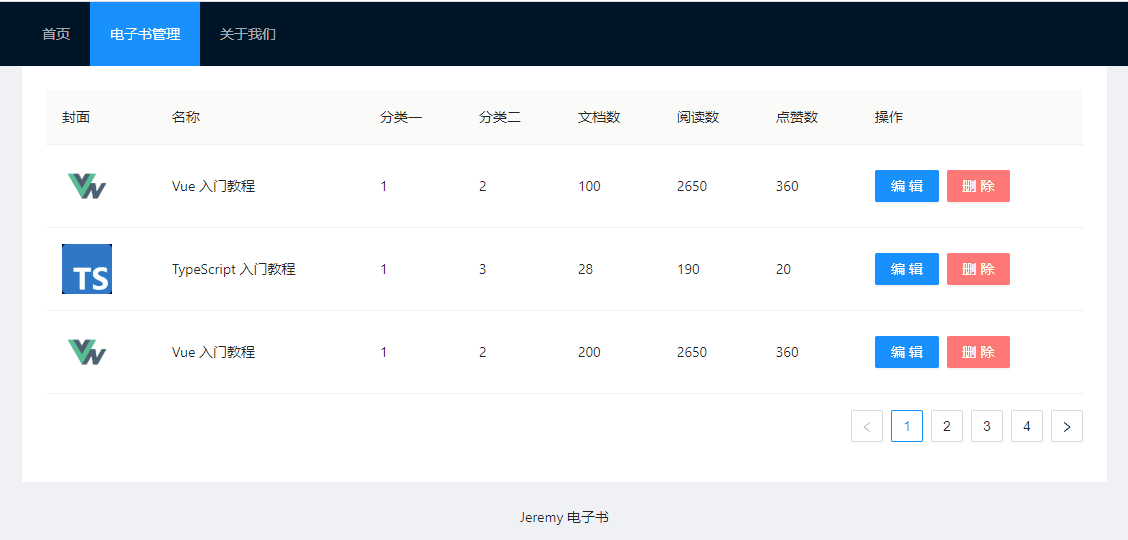 首页 电子书管理 关于我们
封面 名称 分类一 分类二 文档数 阅读数 点赞数 操作
Vue 入门教程 1 2 100 2650 360 编 辑 删 除
TS TypeScript 入门教程 1 3 28 190 20 编 辑 删 除
Vue 入门教程 1 2 200 2650 360 编 辑 删 除
< 1 2 3 4 >
Jeremy 电子书